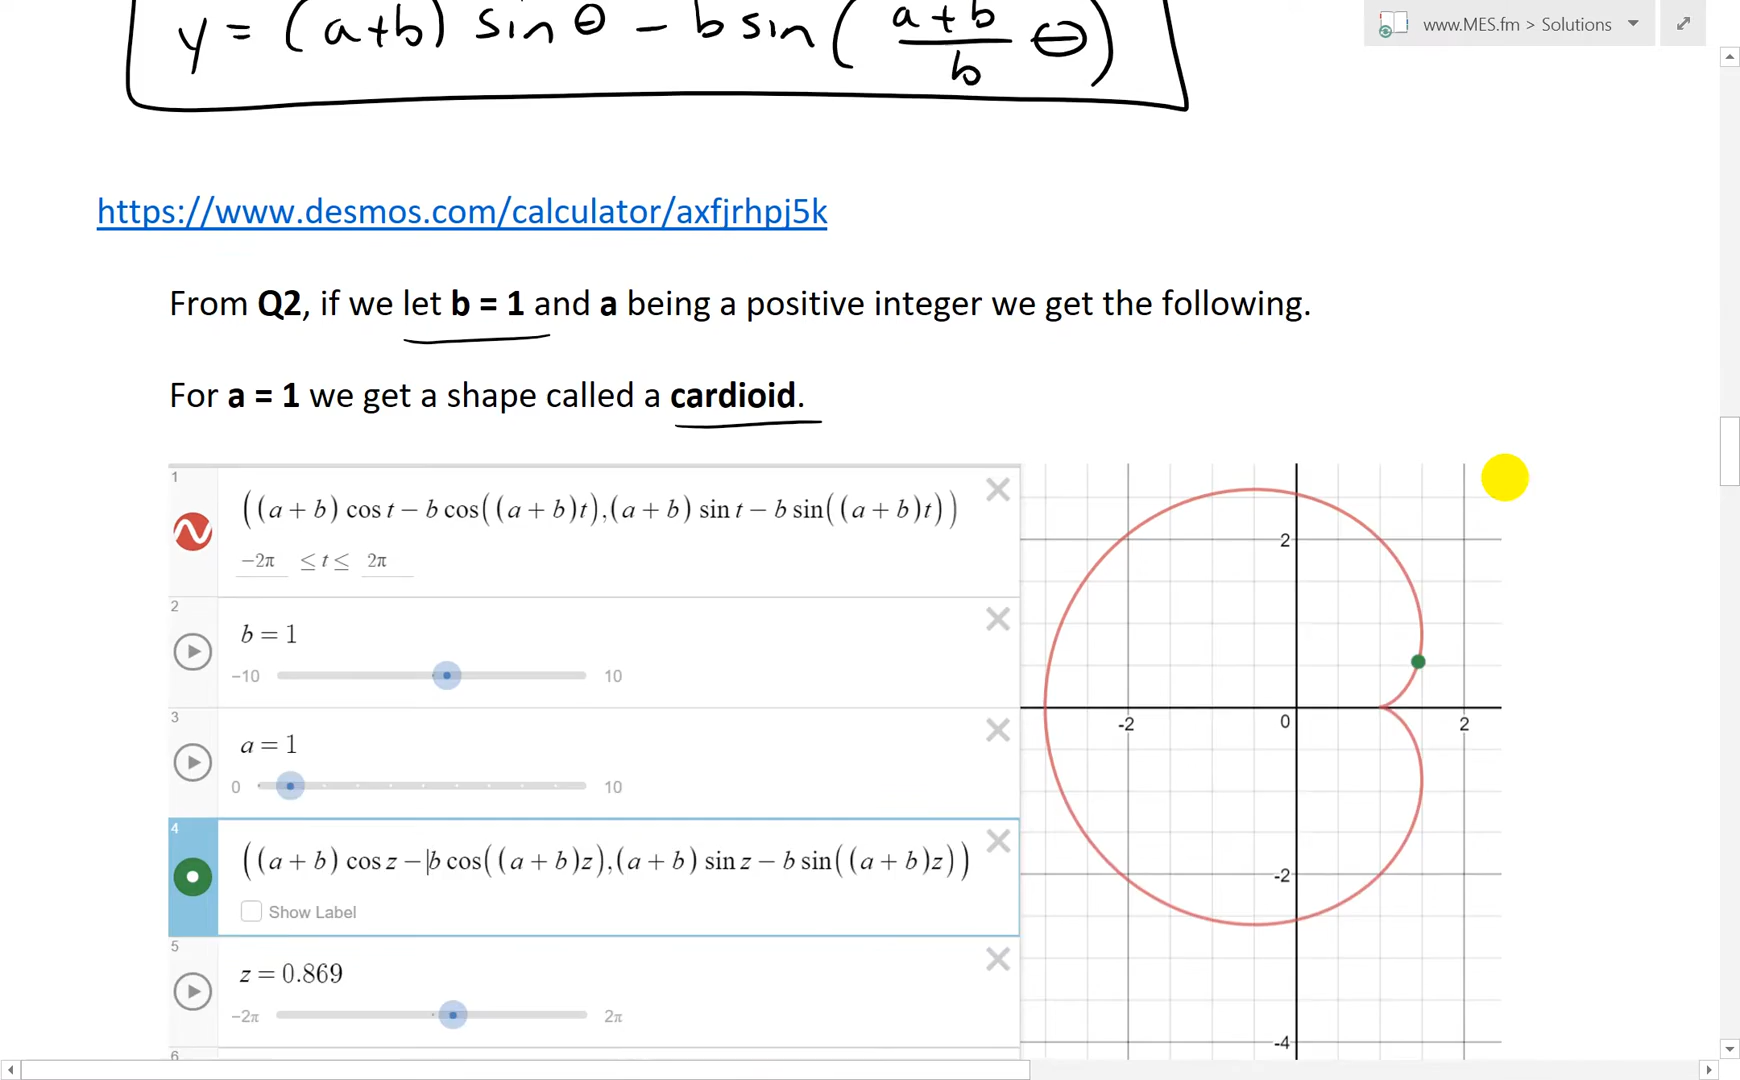 y = (a+b) sin θ - b sin ( a+b / b θ )
www.MES.fm > Solutions
https://www.desmos.com/calculator/axfjrhpj5k
From Q2, if we let b = 1 and a being a positive integer we get the following.
For a = 1 we get a shape called a cardioid.
1
((a + b) cos t − b cos((a + b)t),(a + b) sin t − b sin((a + b)t))
−2π ≤ t ≤ 2π
2
b = 1
−10 10
3
a = 1
0 10
4
((a + b) cos z − b cos((a + b)z),(a + b) sin z − b sin((a + b)z))
Show Label
5
z = 0.869
−2π 2π
6
2
-2 0 2
-2
-4